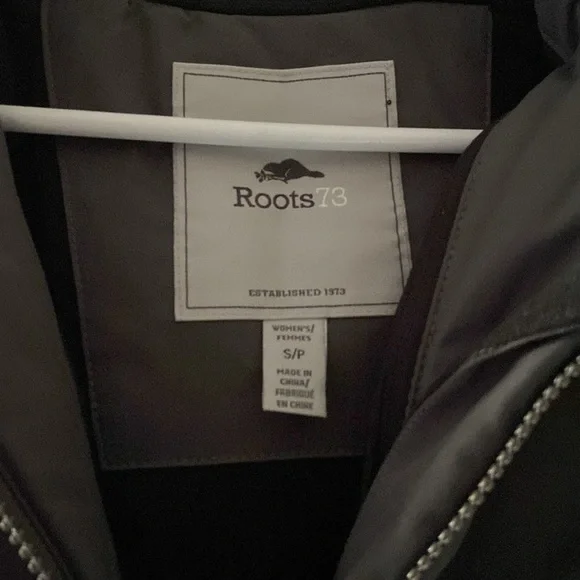 Roots73
ESTABLISHED 1973
WOMEN'S/
FEMMES
S/P
MADE IN
CHINA/
FABRIQUÉ
EN CHINE